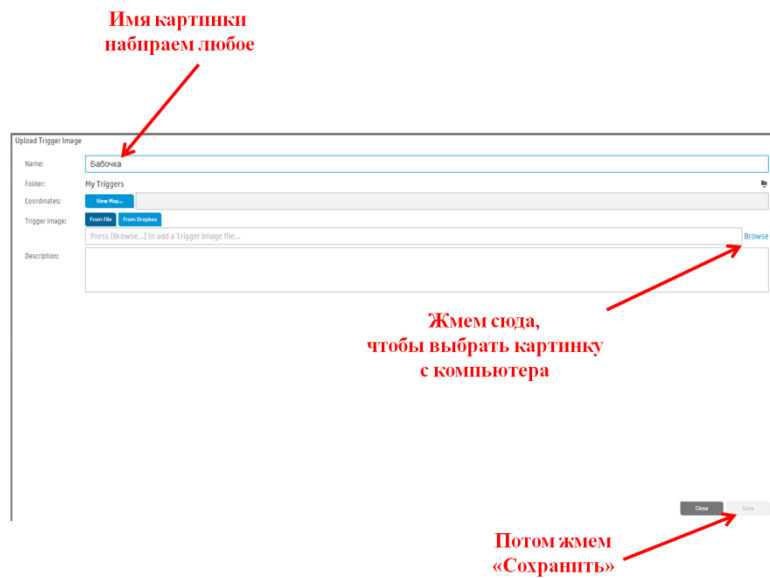 Имя картинки
набираем любое
Upload Trigger Image
Name:
Бабочка
Folder:
My Triggers
Coordinates:
View Map...
Trigger Image:
From File
From Dropbox
Press [Browse...] to add a Trigger Image file...
Browse
Description:
Жмем сюда,
чтобы выбрать картинку
с компьютера
Close
Save
Потом жмем
«Сохранить»